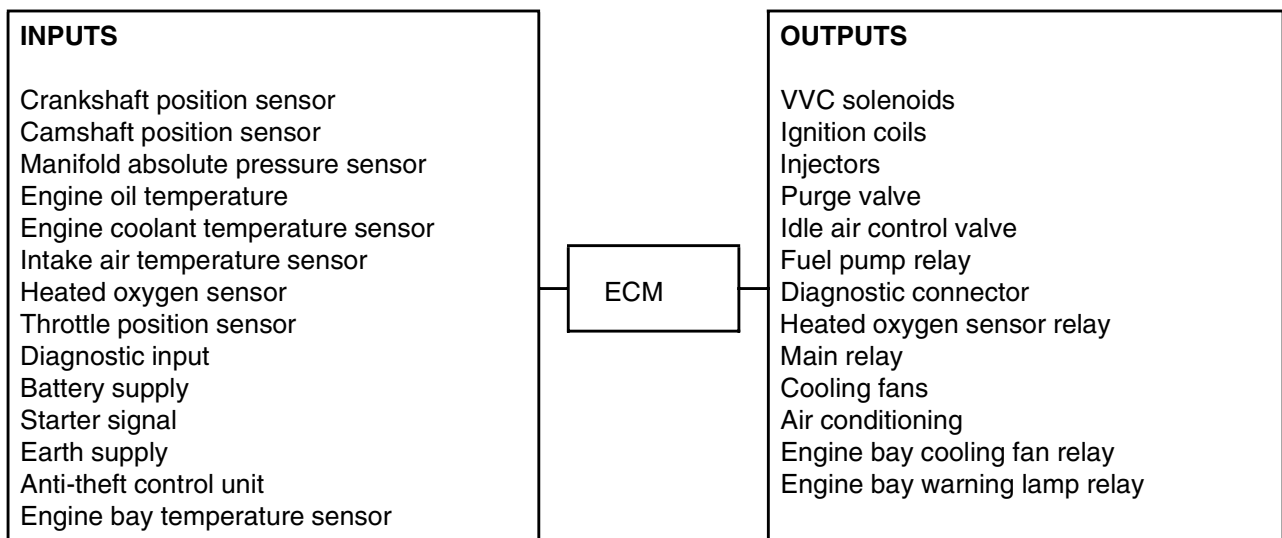 INPUTS
Crankshaft position sensor
Camshaft position sensor
Manifold absolute pressure sensor
Engine oil temperature
Engine coolant temperature sensor
Intake air temperature sensor
Heated oxygen sensor
Throttle position sensor
Diagnostic input
Battery supply
Starter signal
Earth supply
Anti-theft control unit
Engine bay temperature sensor
ECM
OUTPUTS
VVC solenoids
Ignition coils
Injectors
Purge valve
Idle air control valve
Fuel pump relay
Diagnostic connector
Heated oxygen sensor relay
Main relay
Cooling fans
Air conditioning
Engine bay cooling fan relay
Engine bay warning lamp relay